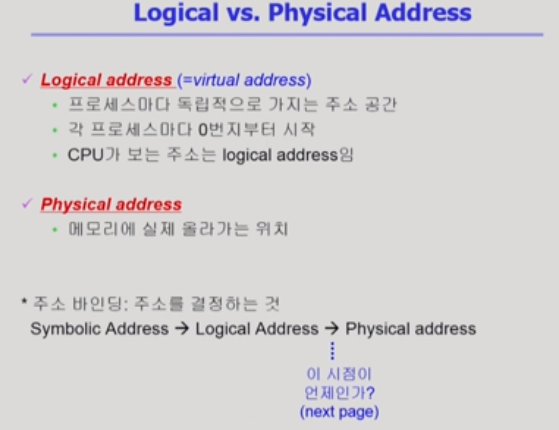 Logical vs. Physical Address
✓ Logical address (=virtual address)
• 프로세스마다 독립적으로 가지는 주소 공간
• 각 프로세스마다 0번지부터 시작
• CPU가 보는 주소는 logical address임
✓ Physical address
• 메모리에 실제 올라가는 위치
* 주소 바인딩: 주소를 결정하는 것
Symbolic Address → Logical Address → Physical address
이 시점이
언제인가?
(next page)